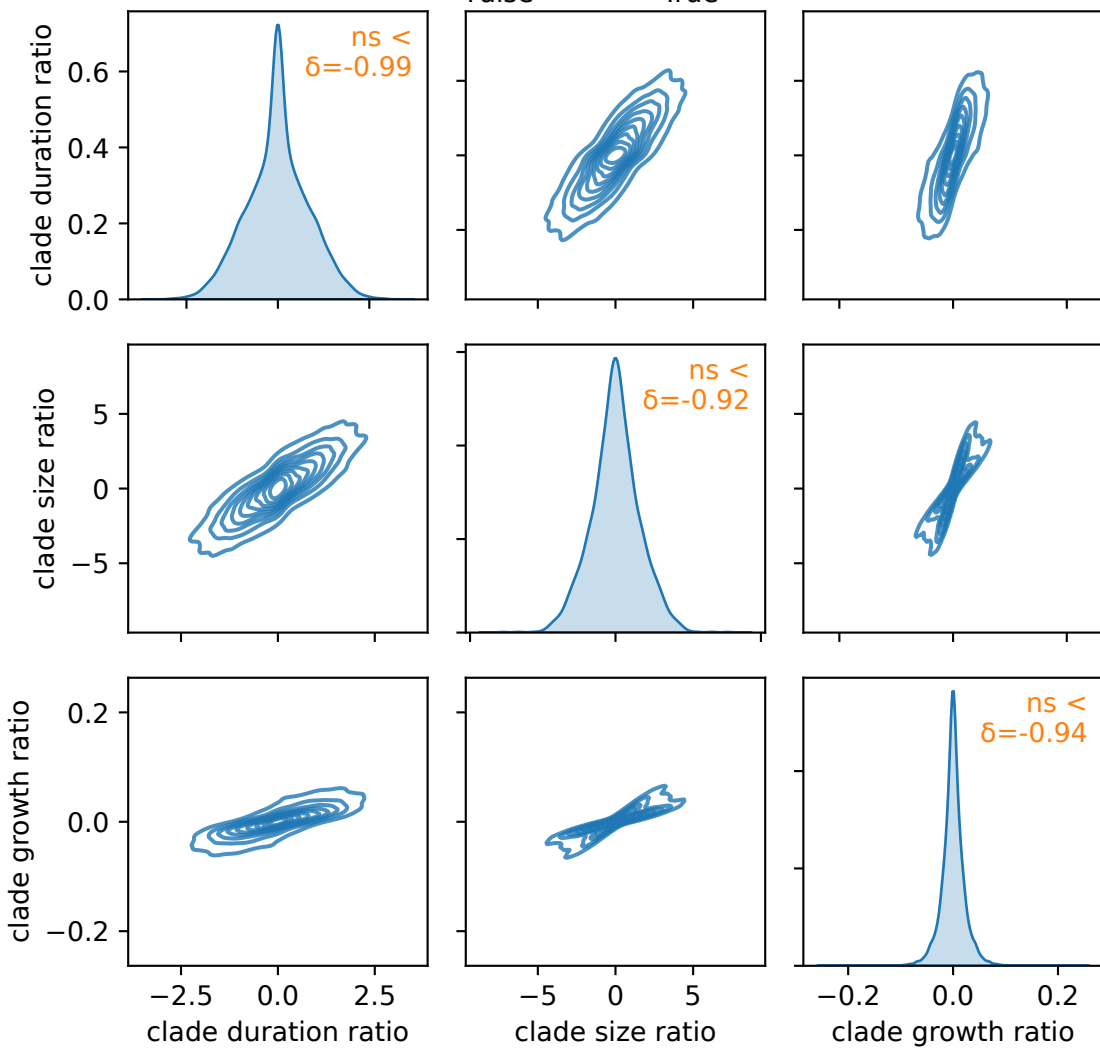 True
clade duration ratio
0.6
0.4
0.2
0.0
ns <
δ=-0.99
clade size ratio
5
0
−5
ns <
δ=-0.92
clade growth ratio
0.2
0.0
−0.2
ns <
δ=-0.94
−2.5 0.0 2.5
−5 0 5
−0.2 0.0 0.2
clade duration ratio
clade size ratio
clade growth ratio